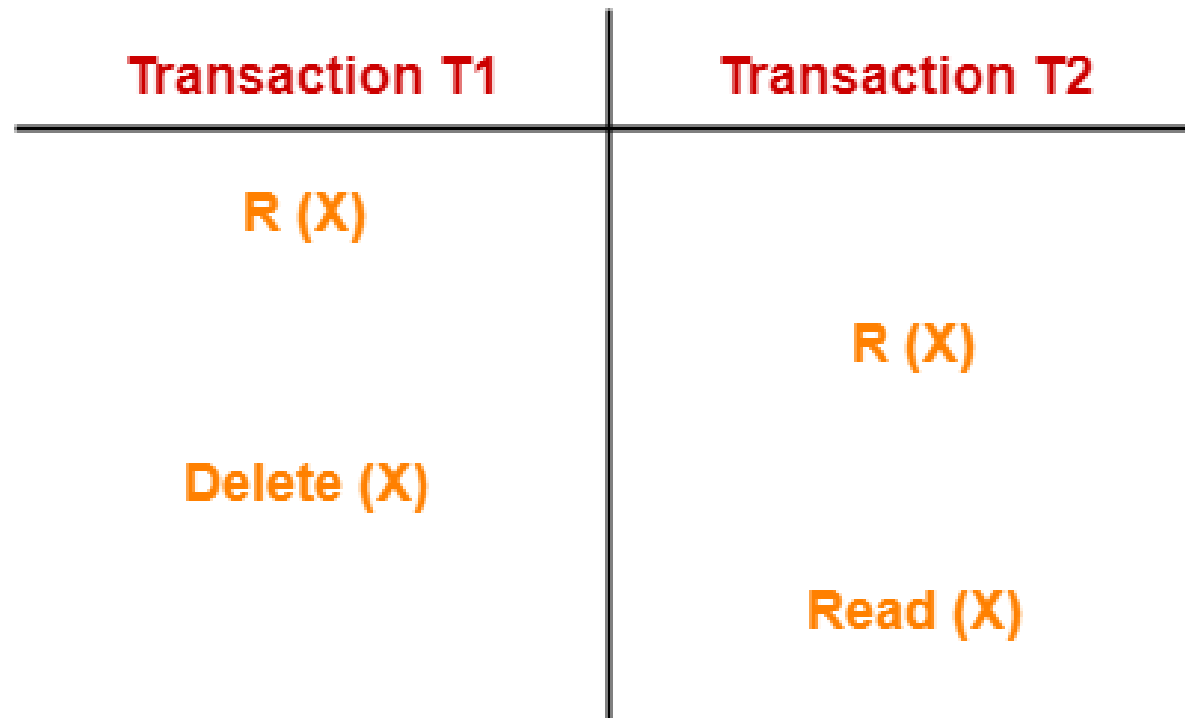 Transaction T1 Transaction T2
R (X)
R (X)
Delete (X)
Read (X)